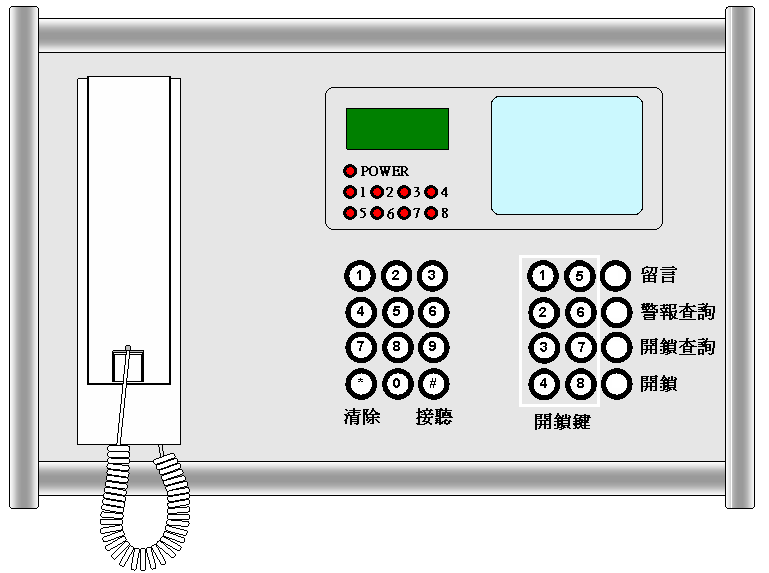 POWER
1 2 3 4
5 6 7 8
1 2 3
4 5 6
7 8 9
* 0 #
清除 接聽
1 5 留言
2 6 警報查詢
3 7 開鎖查詢
4 8 開鎖
開鎖鍵